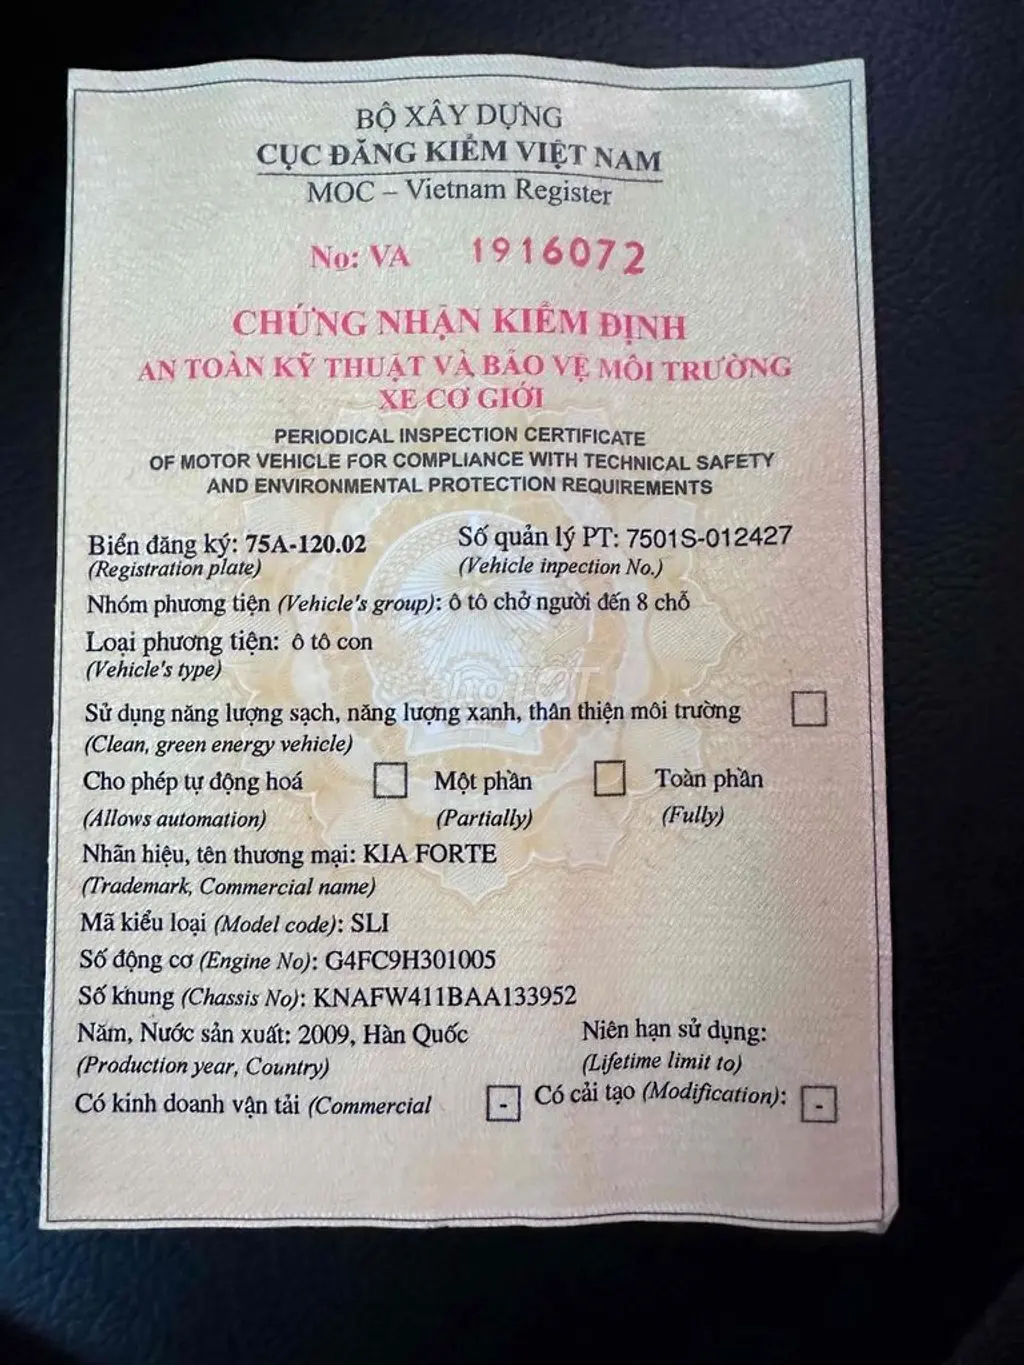 BỘ XÂY DỰNG
CỤC ĐĂNG KIỂM VIỆT NAM
MOC – Vietnam Register
No: VA 1916072
CHỨNG NHẬN KIỂM ĐỊNH
AN TOÀN KỸ THUẬT VÀ BẢO VỆ MÔI TRƯỜNG
XE CƠ GIỚI
PERIODICAL INSPECTION CERTIFICATE
OF MOTOR VEHICLE FOR COMPLIANCE WITH TECHNICAL SAFETY
AND ENVIRONMENTAL PROTECTION REQUIREMENTS
Biển đăng ký: 75A-120.02 Số quản lý PT: 7501S-012427
(Registration plate) (Vehicle inpection No.)
Nhóm phương tiện (Vehicle's group): ô tô chở người đến 8 chỗ
Loại phương tiện: ô tô con
(Vehicle's type)
choTỐT
Sử dụng năng lượng sạch, năng lượng xanh, thân thiện môi trường
(Clean, green energy vehicle)
Cho phép tự động hoá Một phần Toàn phần
(Allows automation) (Partially) (Fully)
Nhãn hiệu, tên thương mại: KIA FORTE
(Trademark, Commercial name)
Mã kiểu loại (Model code): SLI
Số động cơ (Engine No): G4FC9H301005
Số khung (Chassis No): KNAFW411BAA133952
Năm, Nước sản xuất: 2009, Hàn Quốc Niên hạn sử dụng:
(Production year, Country) (Lifetime limit to)
Có kinh doanh vận tải (Commercial - Có cải tạo (Modification): -